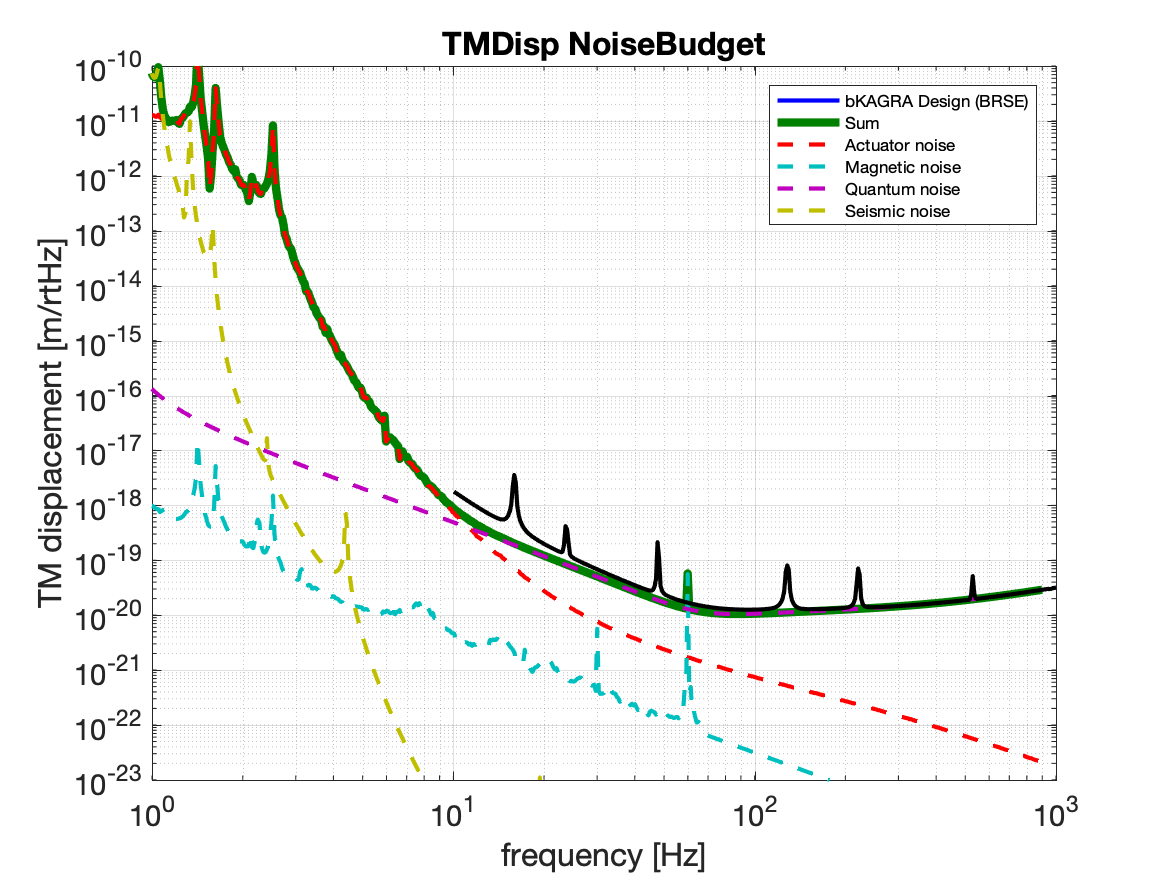 TMDisp NoiseBudget
bKAGRA Design (BRSE)
Sum
Actuator noise
Magnetic noise
Quantum noise
Seismic noise
TM displacement [m/rtHz]
10^-10
10^-11
10^-12
10^-13
10^-14
10^-15
10^-16
10^-17
10^-18
10^-19
10^-20
10^-21
10^-22
10^-23
10^0 10^1 10^2 10^3
frequency [Hz]